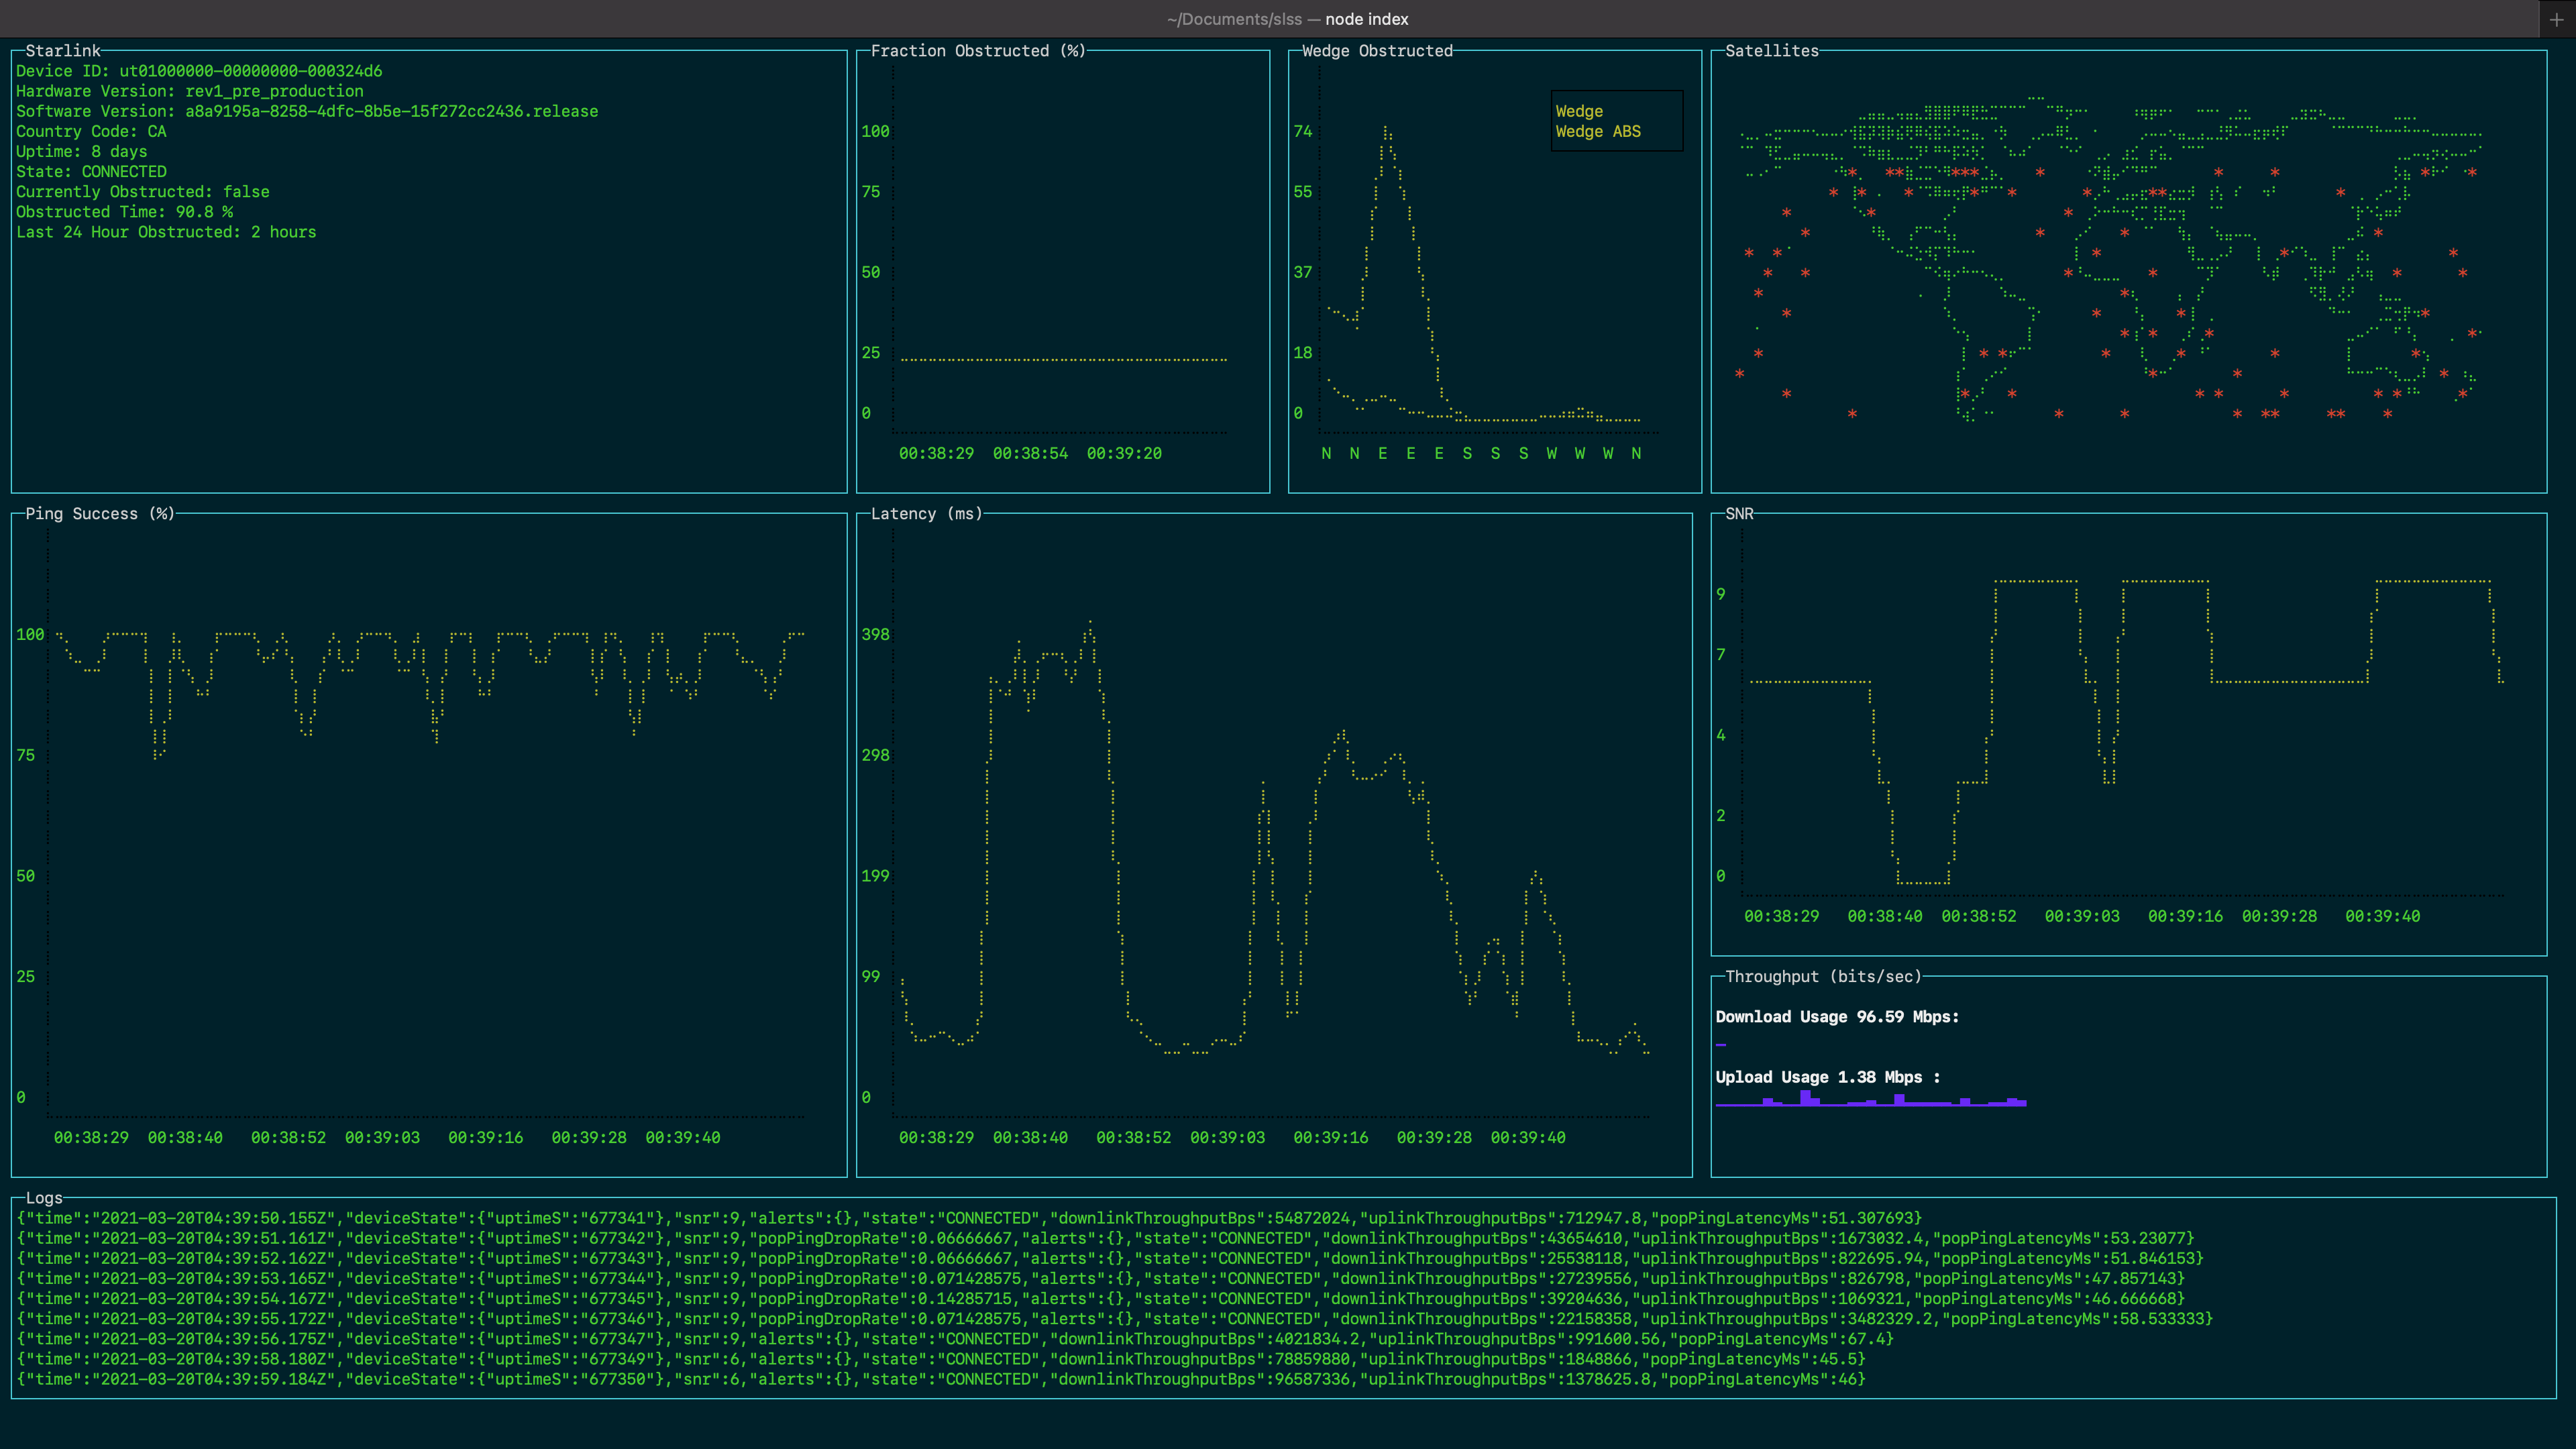 ~/Documents/slss — node index
+
Starlink
Device ID: ut01000000-00000000-000324d6
Hardware Version: rev1_pre_production
Software Version: a8a9195a-8258-4dfc-8b5e-15f272cc2436.release
Country Code: CA
Uptime: 8 days
State: CONNECTED
Currently Obstructed: false
Obstructed Time: 90.8 %
Last 24 Hour Obstructed: 2 hours
Fraction Obstructed (%)
100
75
50
25
0
00:38:29 00:38:54 00:39:20
Wedge Obstructed
Wedge
Wedge ABS
74
55
37
18
0
N N E E E S S S W W W N
Satellites
Ping Success (%)
100
75
50
25
0
00:38:29 00:38:40 00:38:52 00:39:03 00:39:16 00:39:28 00:39:40
Latency (ms)
398
298
199
99
0
00:38:29 00:38:40 00:38:52 00:39:03 00:39:16 00:39:28 00:39:40
SNR
9
7
4
2
0
00:38:29 00:38:40 00:38:52 00:39:03 00:39:16 00:39:28 00:39:40
Throughput (bits/sec)
Download Usage 96.59 Mbps:
Upload Usage 1.38 Mbps :
Logs
{"time":"2021-03-20T04:39:50.155Z","deviceState":{"uptimeS":"677341"},"snr":9,"alerts":{},"state":"CONNECTED","downlinkThroughputBps":54872024,"uplinkThroughputBps":712947.8,"popPingLatencyMs":51.307693}
{"time":"2021-03-20T04:39:51.161Z","deviceState":{"uptimeS":"677342"},"snr":9,"popPingDropRate":0.06666667,"alerts":{},"state":"CONNECTED","downlinkThroughputBps":43654610,"uplinkThroughputBps":1673032.4,"popPingLatencyMs":53.23077}
{"time":"2021-03-20T04:39:52.162Z","deviceState":{"uptimeS":"677343"},"snr":9,"popPingDropRate":0.06666667,"alerts":{},"state":"CONNECTED","downlinkThroughputBps":25538118,"uplinkThroughputBps":822695.94,"popPingLatencyMs":51.846153}
{"time":"2021-03-20T04:39:53.165Z","deviceState":{"uptimeS":"677344"},"snr":9,"popPingDropRate":0.071428575,"alerts":{},"state":"CONNECTED","downlinkThroughputBps":27239556,"uplinkThroughputBps":826798,"popPingLatencyMs":47.857143}
{"time":"2021-03-20T04:39:54.167Z","deviceState":{"uptimeS":"677345"},"snr":9,"popPingDropRate":0.14285715,"alerts":{},"state":"CONNECTED","downlinkThroughputBps":39204636,"uplinkThroughputBps":1069321,"popPingLatencyMs":46.666668}
{"time":"2021-03-20T04:39:55.172Z","deviceState":{"uptimeS":"677346"},"snr":9,"popPingDropRate":0.071428575,"alerts":{},"state":"CONNECTED","downlinkThroughputBps":22158358,"uplinkThroughputBps":3482329.2,"popPingLatencyMs":58.533333}
{"time":"2021-03-20T04:39:56.175Z","deviceState":{"uptimeS":"677347"},"snr":9,"alerts":{},"state":"CONNECTED","downlinkThroughputBps":4021834.2,"uplinkThroughputBps":991600.56,"popPingLatencyMs":67.4}
{"time":"2021-03-20T04:39:58.180Z","deviceState":{"uptimeS":"677349"},"snr":6,"alerts":{},"state":"CONNECTED","downlinkThroughputBps":78859880,"uplinkThroughputBps":1848866,"popPingLatencyMs":45.5}
{"time":"2021-03-20T04:39:59.184Z","deviceState":{"uptimeS":"677350"},"snr":6,"alerts":{},"state":"CONNECTED","downlinkThroughputBps":96587336,"uplinkThroughputBps":1378625.8,"popPingLatencyMs":46}